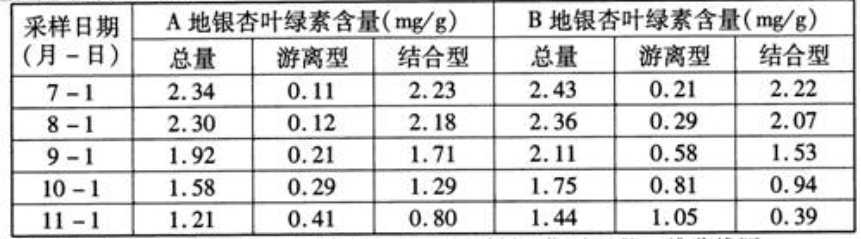 采样日期(月-日) A 地银杏叶绿素含量(mg/g) B 地银杏叶绿素含量(mg/g)
总量 游离型 结合型 总量 游离型 结合型
7-1 2.34 0.11 2.23 2.43 0.21 2.22
8-1 2.30 0.12 2.18 2.36 0.29 2.07
9-1 1.92 0.21 1.71 2.11 0.58 1.53
10-1 1.58 0.29 1.29 1.75 0.81 0.94
11-1 1.21 0.41 0.80 1.44 1.05 0.39